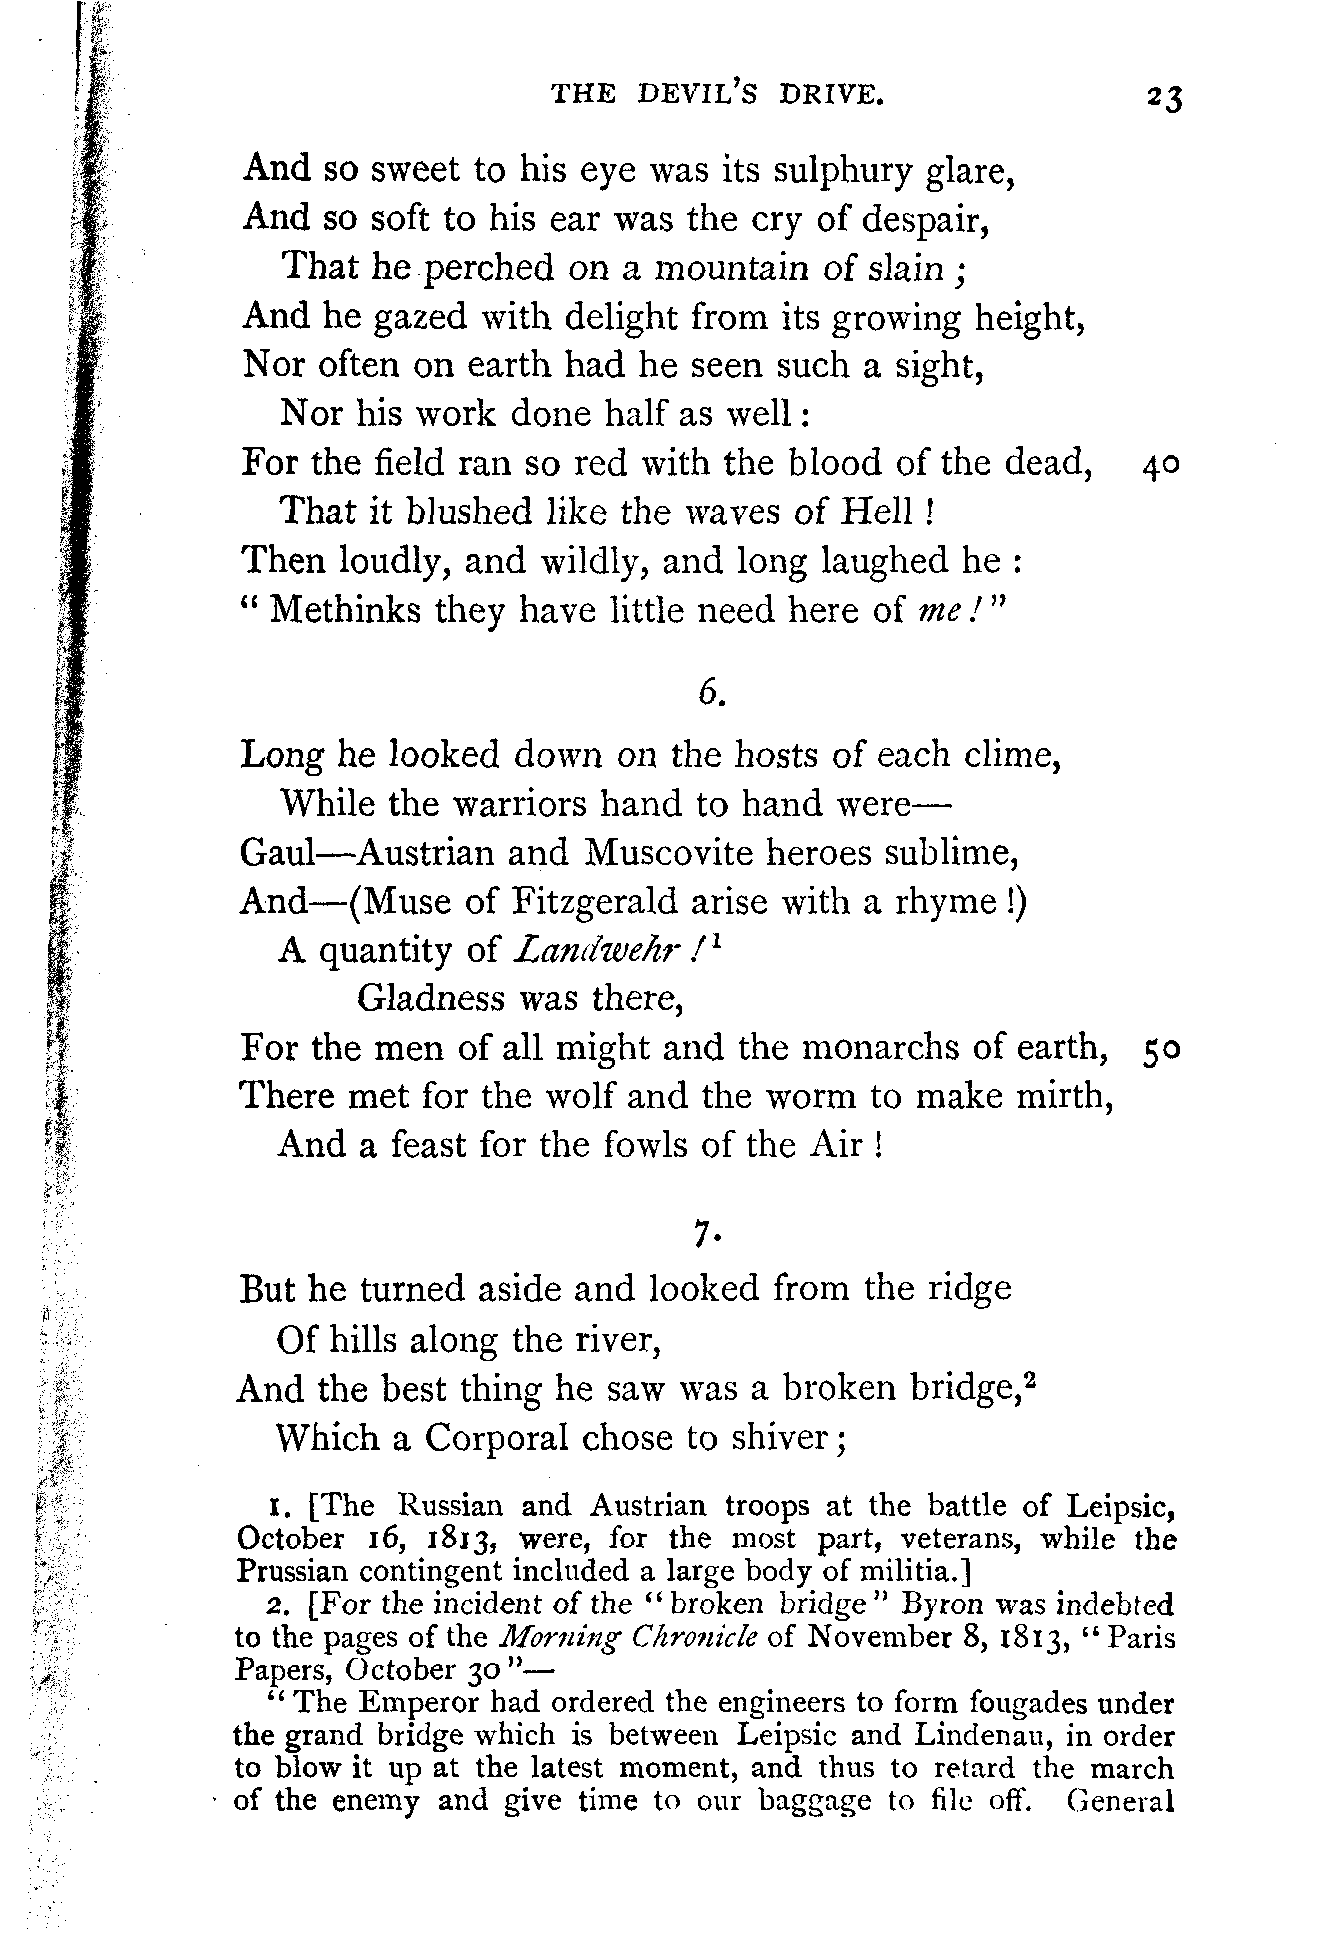 THE DEVIL'S DRIVE. 23
And so sweet to his eye was its sulphury glare,
And so soft to his ear was the cry of despair,
That he perched on a mountain of slain ;
And he gazed with delight from its growing height,
Nor often on earth had he seen such a sight,
Nor his work done half as well :
For the field ran so red with the blood of the dead, 40
That it blushed like the waves of Hell !
Then loudly, and wildly, and long laughed he :
“ Methinks they have little need here of me ! ”
6.
Long he looked down on the hosts of each clime,
While the warriors hand to hand were—
Gaul—Austrian and Muscovite heroes sublime,
And—(Muse of Fitzgerald arise with a rhyme !)
A quantity of Landwehr !¹
Gladness was there,
For the men of all might and the monarchs of earth, 50
There met for the wolf and the worm to make mirth,
And a feast for the fowls of the Air !
7.
But he turned aside and looked from the ridge
Of hills along the river,
And the best thing he saw was a broken bridge,²
Which a Corporal chose to shiver ;
1. [The Russian and Austrian troops at the battle of Leipsic,
October 16, 1813, were, for the most part, veterans, while the
Prussian contingent included a large body of militia.]
2. [For the incident of the “ broken bridge ” Byron was indebted
to the pages of the Morning Chronicle of November 8, 1813, “ Paris
Papers, October 30 ”—
“ The Emperor had ordered the engineers to form fougades under
the grand bridge which is between Leipsic and Lindenau, in order
to blow it up at the latest moment, and thus to retard the march
of the enemy and give time to our baggage to file off. General